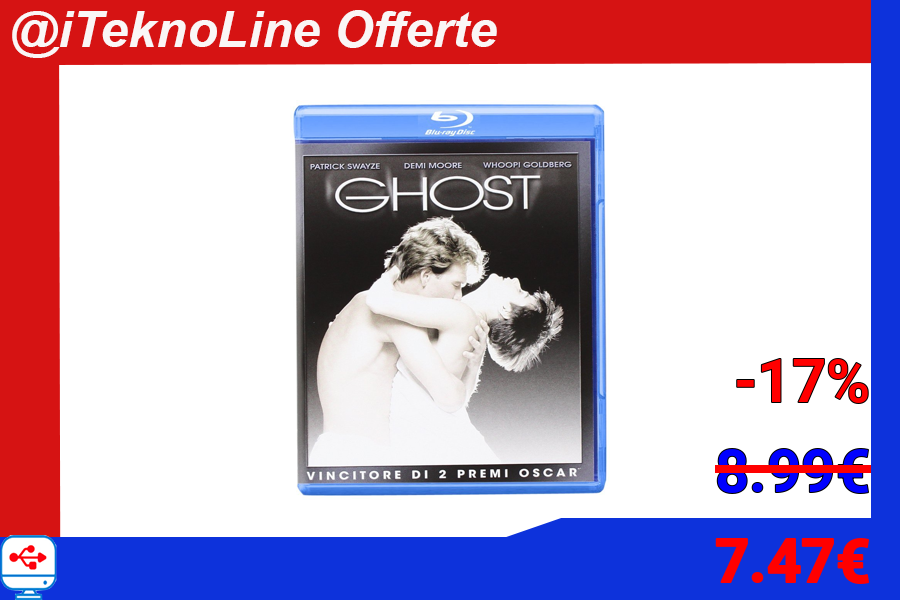 @iTeknoLine Offerte
Blu-ray Disc
PATRICK SWAYZE DEMI MOORE WHOOPI GOLDBERG
GHOST
VINCITORE DI 2 PREMI OSCAR
-17%
8.99€
7.47€